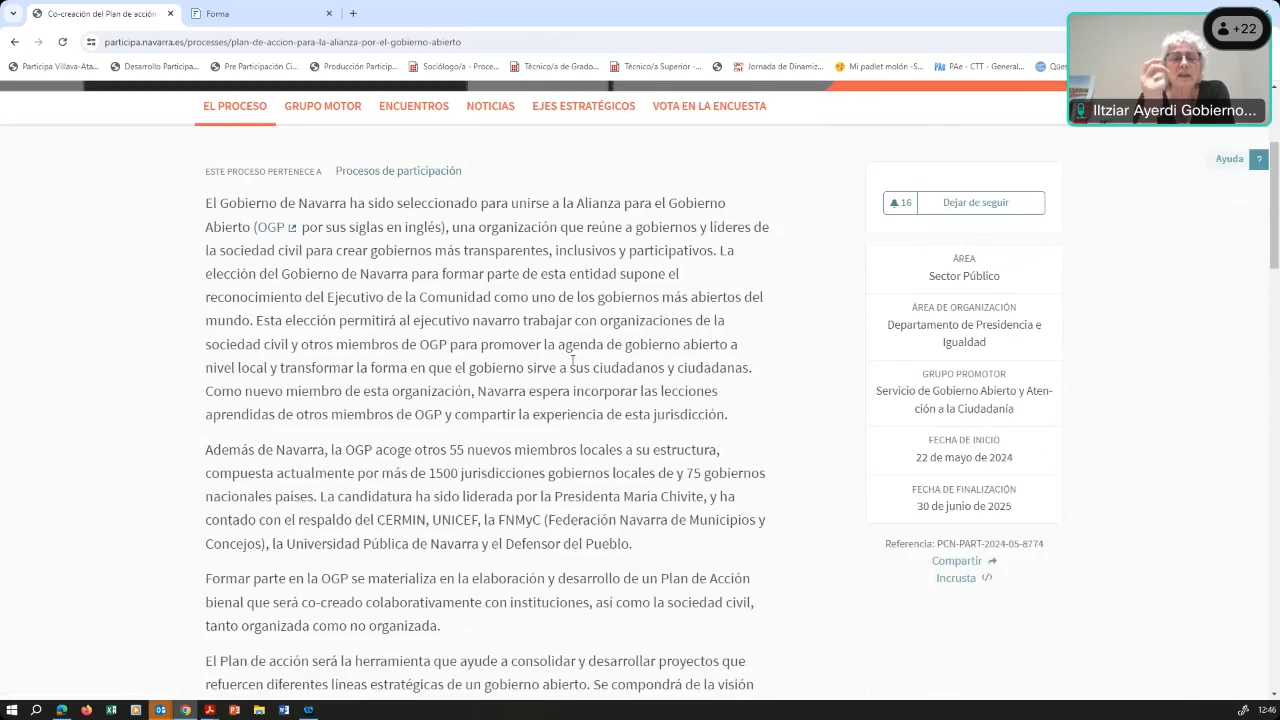 Co-creación del Plan de acción
Forma
participa.navarra.es/processes/plan-de-accion-para-la-alianza-por-el-gobierno-abierto
Participa Villava-Ata...
Desarrollo Participa...
Pre Participación Ci...
Producción Particip...
Sociólogo/a - Portal...
Técnico/a de Grado...
Técnico/a Superior -...
Jornada de Dinamiz...
Mi padlet molón -S...
PAe - CTT - General...
+22
Iltziar Ayerdi Gobierno...
EL PROCESO GRUPO MOTOR ENCUENTROS NOTICIAS EJES ESTRATÉGICOS VOTA EN LA ENCUESTA
Ayuda ?
ESTE PROCESO PERTENECE A Procesos de participación
El Gobierno de Navarra ha sido seleccionado para unirse a la Alianza para el Gobierno
Abierto (OGP por sus siglas en inglés), una organización que reúne a gobiernos y líderes de
la sociedad civil para crear gobiernos más transparentes, inclusivos y participativos. La
elección del Gobierno de Navarra para formar parte de esta entidad supone el
reconocimiento del Ejecutivo de la Comunidad como uno de los gobiernos más abiertos del
mundo. Esta elección permitirá al ejecutivo navarro trabajar con organizaciones de la
sociedad civil y otros miembros de OGP para promover la agenda de gobierno abierto a
nivel local y transformar la forma en que el gobierno sirve a sus ciudadanos y ciudadanas.
Como nuevo miembro de esta organización, Navarra espera incorporar las lecciones
aprendidas de otros miembros de OGP y compartir la experiencia de esta jurisdicción.
Además de Navarra, la OGP acoge otros 55 nuevos miembros locales a su estructura,
compuesta actualmente por más de 1500 jurisdicciones gobiernos locales de y 75 gobiernos
nacionales países. La candidatura ha sido liderada por la Presidenta María Chivite, y ha
contado con el respaldo del CERMIN, UNICEF, la FNMyC (Federación Navarra de Municipios y
Concejos), la Universidad Pública de Navarra y el Defensor del Pueblo.
Formar parte en la OGP se materializa en la elaboración y desarrollo de un Plan de Acción
bienal que será co-creado colaborativamente con instituciones, así como la sociedad civil,
tanto organizada como no organizada.
El Plan de acción será la herramienta que ayude a consolidar y desarrollar proyectos que
refuercen diferentes líneas estratégicas de un gobierno abierto. Se compondrá de la visión
16 Dejar de seguir
ÁREA
Sector Público
ÁREA DE ORGANIZACIÓN
Departamento de Presidencia e
Igualdad
GRUPO PROMOTOR
Servicio de Gobierno Abierto y Aten-
ción a la Ciudadanía
FECHA DE INICIO
22 de mayo de 2024
FECHA DE FINALIZACIÓN
30 de junio de 2025
Referencia: PCN-PART-2024-05-8774
Compartir
Incrusta
12:46